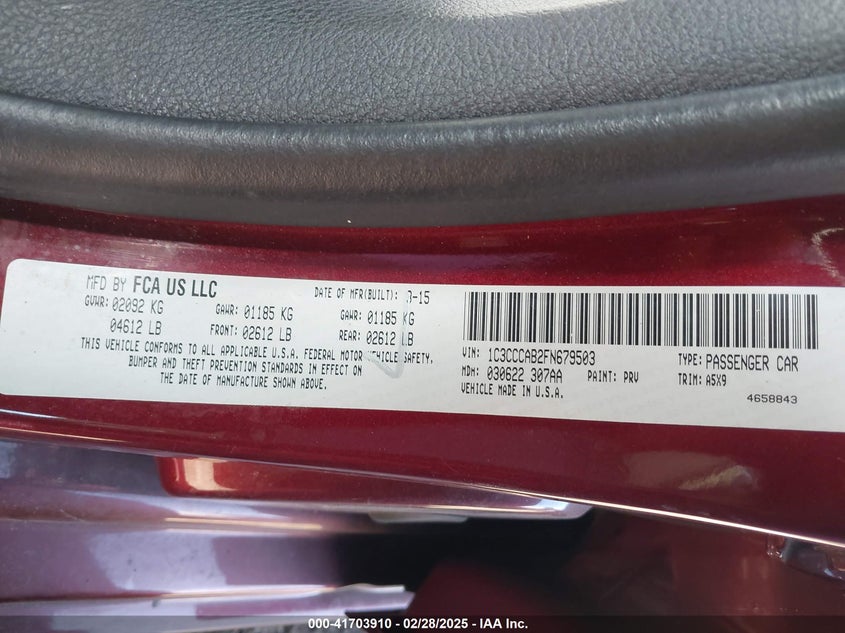 MFD BY FCA US LLC
DATE OF MFR(BUILT): -15
GVWR: 02092 KG GAWR: 01185 KG GAWR: 01185 KG
04612 LB FRONT: 02612 LB REAR: 02612 LB
THIS VEHICLE CONFORMS TO ALL APPLICABLE U.S.A. FEDERAL MOTOR VEHICLE SAFETY,
BUMPER AND THEFT PREVENTION STANDARDS IN EFFECT ON
THE DATE OF MANUFACTURE SHOWN ABOVE.
VIN: 1C3CCCAB2FN679503 TYPE: PASSENGER CAR
MDH: 030622 307AA PAINT: PRV TRIM: A5X9
VEHICLE MADE IN U.S.A. 4658843
000-41703910 - 02/28/2025 - IAA Inc.